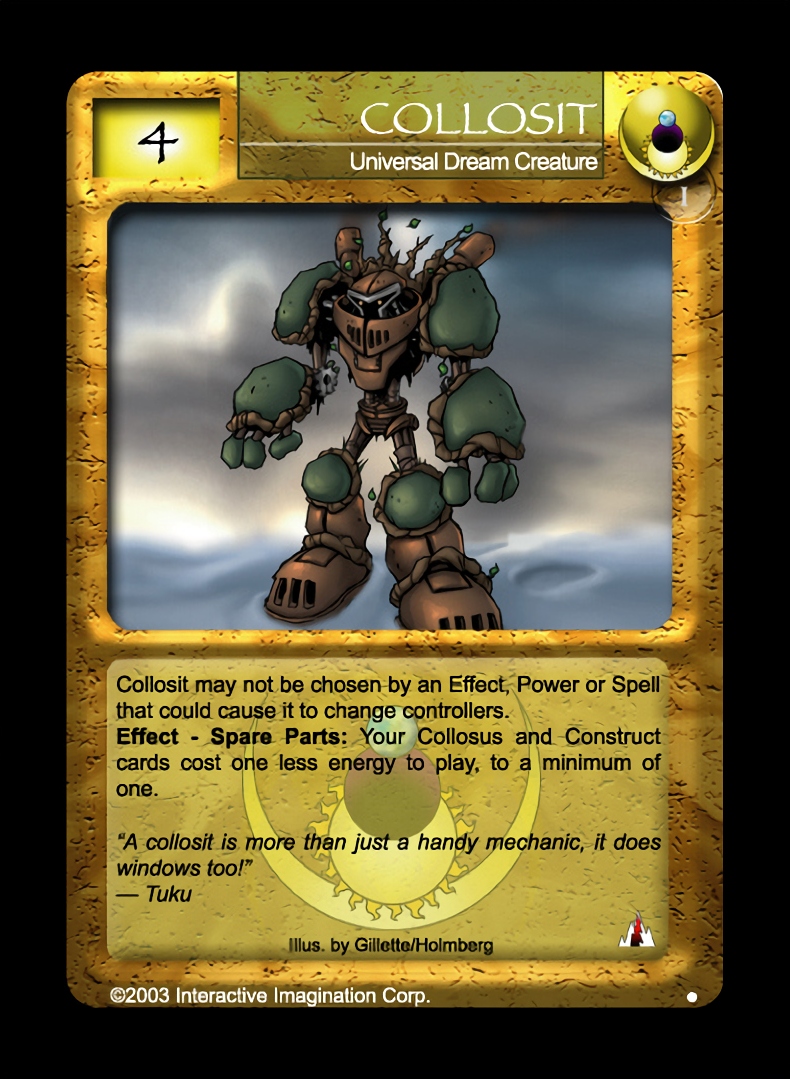 4
COLLOSIT
Universal Dream Creature
I
Collosit may not be chosen by an Effect, Power or Spell
that could cause it to change controllers.
Effect - Spare Parts: Your Collosus and Construct
cards cost one less energy to play, to a minimum of
one.
“A collosit is more than just a handy mechanic, it does
windows too!”
— Tuku
Illus. by Gillette/Holmberg
©2003 Interactive Imagination Corp.